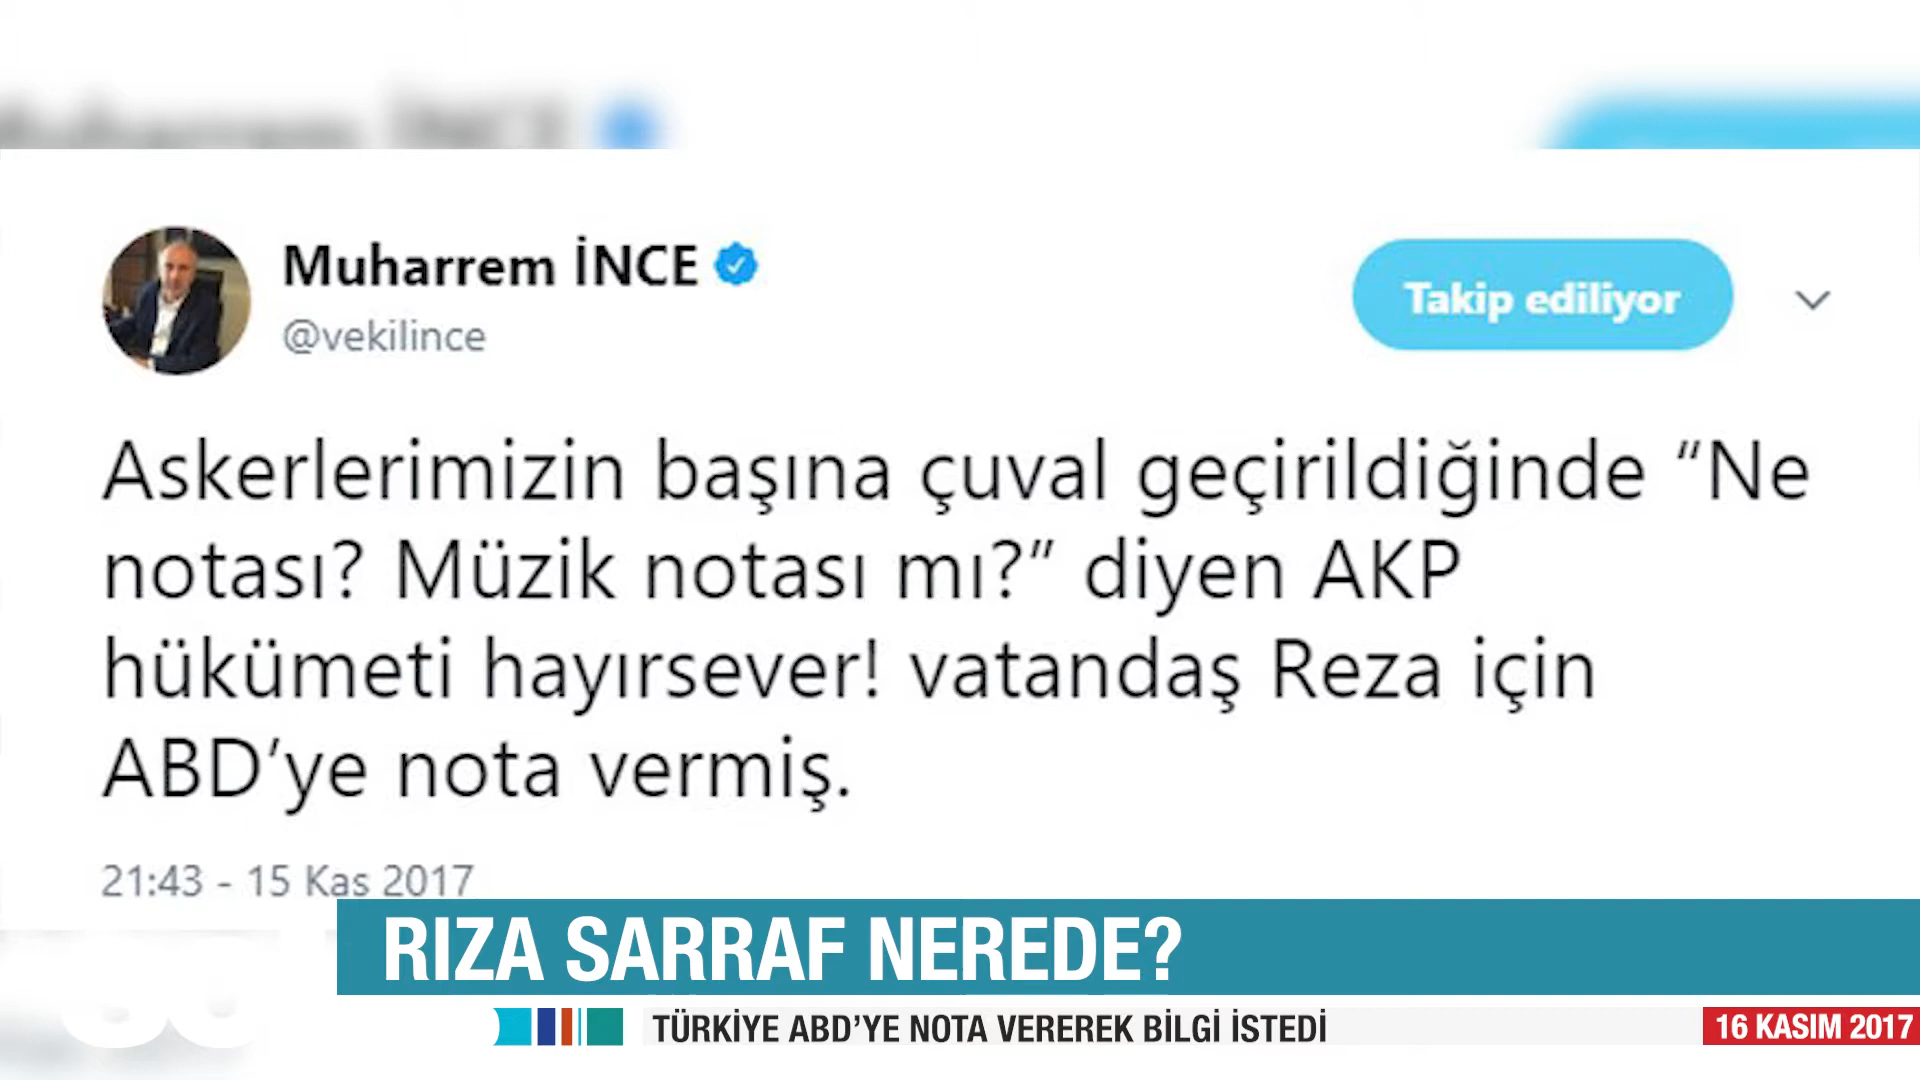 Muharrem İNCE
Muharrem İNCE
@vekilince
Takip ediliyor
Askerlerimizin başına çuval geçirildiğinde “Ne
notası? Müzik notası mı?” diyen AKP
hükümeti hayırsever! vatandaş Reza için
ABD’ye nota vermiş.
21:43 - 15 Kas 2017
RIZA SARRAF NEREDE?
TÜRKİYE ABD’YE NOTA VEREREK BİLGİ İSTEDİ
16 KASIM 2017